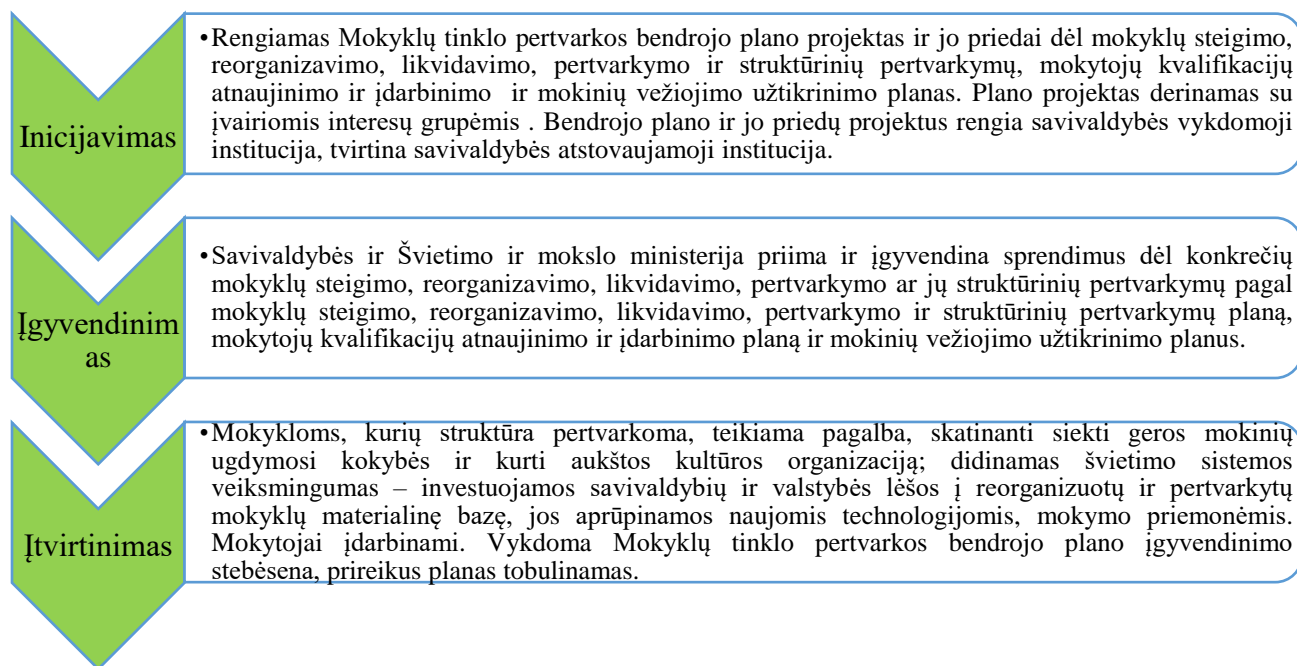 Inicijavimas
•Rengiamas Mokyklų tinklo pertvarkos bendrojo plano projektas ir jo priedai dėl mokyklų steigimo,
reorganizavimo, likvidavimo, pertvarkymo ir struktūrinių pertvarkymų, mokytojų kvalifikacijų
atnaujinimo ir įdarbinimo ir mokinių vežiojimo užtikrinimo planas. Plano projektas derinamas su
įvairiomis interesų grupėmis . Bendrojo plano ir jo priedų projektus rengia savivaldybės vykdomoji
institucija, tvirtina savivaldybės atstovaujamoji institucija.
Įgyvendinim
as
•Savivaldybės ir Švietimo ir mokslo ministerija priima ir įgyvendina sprendimus dėl konkrečių
mokyklų steigimo, reorganizavimo, likvidavimo, pertvarkymo ar jų struktūrinių pertvarkymų pagal
mokyklų steigimo, reorganizavimo, likvidavimo, pertvarkymo ir struktūrinių pertvarkymų planą,
mokytojų kvalifikacijų atnaujinimo ir įdarbinimo planą ir mokinių vežiojimo užtikrinimo planus.
Įtvirtinimas
•Mokykloms, kurių struktūra pertvarkoma, teikiama pagalba, skatinanti siekti geros mokinių
ugdymosi kokybės ir kurti aukštos kultūros organizaciją; didinamas švietimo sistemos
veiksmingumas – investuojamos savivaldybių ir valstybės lėšos į reorganizuotų ir pertvarkytų
mokyklų materialinę bazę, jos aprūpinamos naujomis technologijomis, mokymo priemonėmis.
Mokytojai įdarbinami. Vykdoma Mokyklų tinklo pertvarkos bendrojo plano įgyvendinimo
stebėsena, prireikus planas tobulinamas.